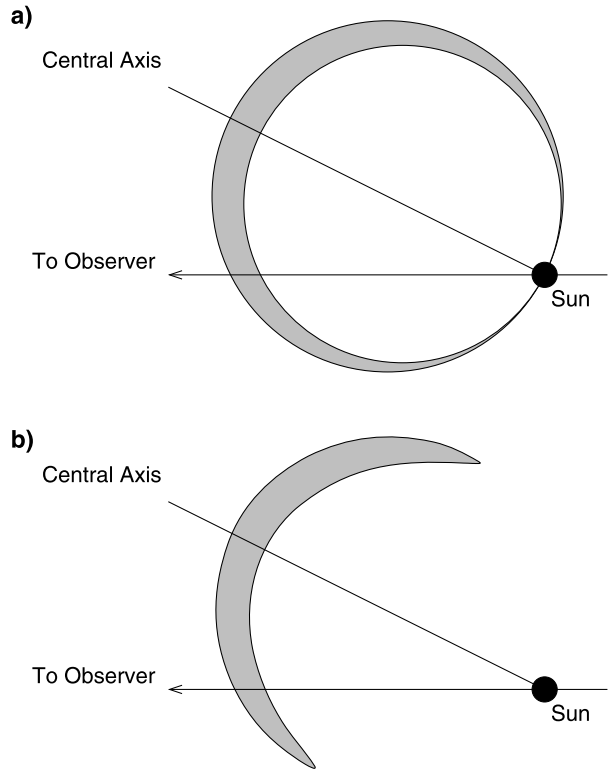 a)
Central Axis
To Observer
Sun
b)
Central Axis
To Observer
Sun